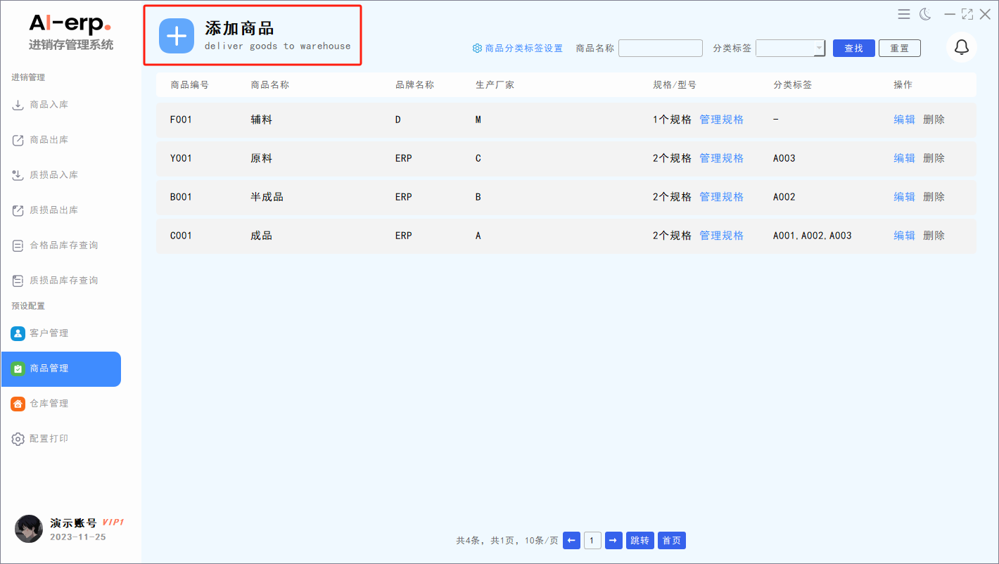 AI-erp.
进销存管理系统
进销管理
商品入库
商品出库
质损品入库
质损品出库
合格品库存查询
质损品库存查询
预设配置
客户管理
商品管理
仓库管理
配置打印
演示账号 VIP1
2023-11-25
添加商品
deliver goods to warehouse
商品分类标签设置 商品名称 分类标签 查找 重置
商品编号 商品名称 品牌名称 生产厂家 规格/型号 分类标签 操作
F001 辅料 D M 1个规格 管理规格 - 编辑 删除
Y001 原料 ERP C 2个规格 管理规格 A003 编辑 删除
B001 半成品 ERP B 2个规格 管理规格 A002 编辑 删除
C001 成品 ERP A 2个规格 管理规格 A001,A002,A003 编辑 删除
共4条, 共1页, 10条/页 ← 1 → 跳转 首页